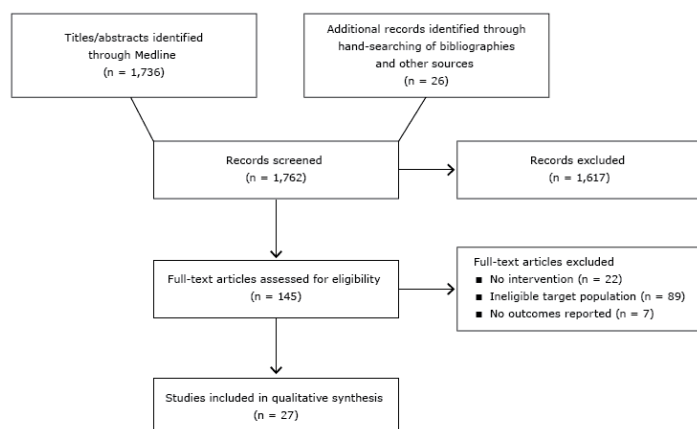 Titles/abstracts identified
through Medline
(n = 1,736)
Additional records identified through
hand-searching of bibliographies
and other sources
(n = 26)
Records screened
(n = 1,762)
Records excluded
(n = 1,617)
Full-text articles assessed for eligibility
(n = 145)
Full-text articles excluded
■ No intervention (n = 22)
■ Ineligible target population (n = 89)
■ No outcomes reported (n = 7)
Studies included in qualitative synthesis
(n = 27)